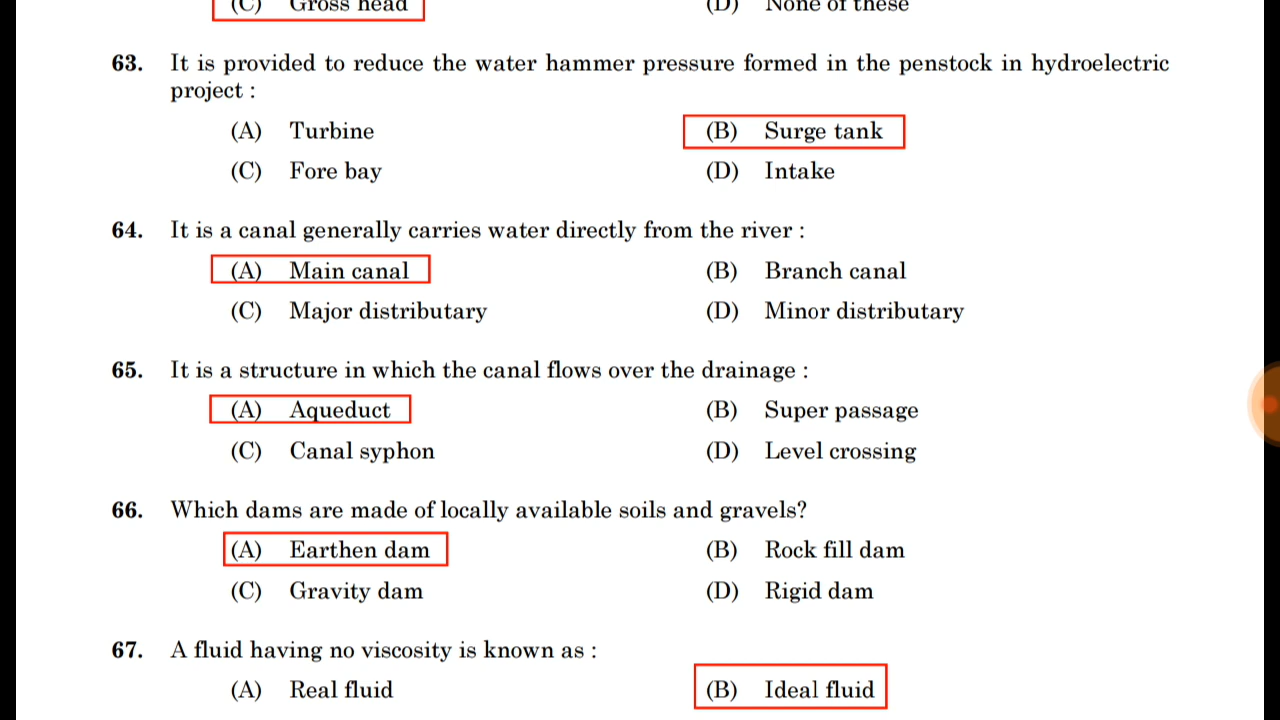 (C) Gross head (D) None of these
63. It is provided to reduce the water hammer pressure formed in the penstock in hydroelectric
project :
(A) Turbine (B) Surge tank
(C) Fore bay (D) Intake
64. It is a canal generally carries water directly from the river :
(A) Main canal (B) Branch canal
(C) Major distributary (D) Minor distributary
65. It is a structure in which the canal flows over the drainage :
(A) Aqueduct (B) Super passage
(C) Canal syphon (D) Level crossing
66. Which dams are made of locally available soils and gravels?
(A) Earthen dam (B) Rock fill dam
(C) Gravity dam (D) Rigid dam
67. A fluid having no viscosity is known as :
(A) Real fluid (B) Ideal fluid